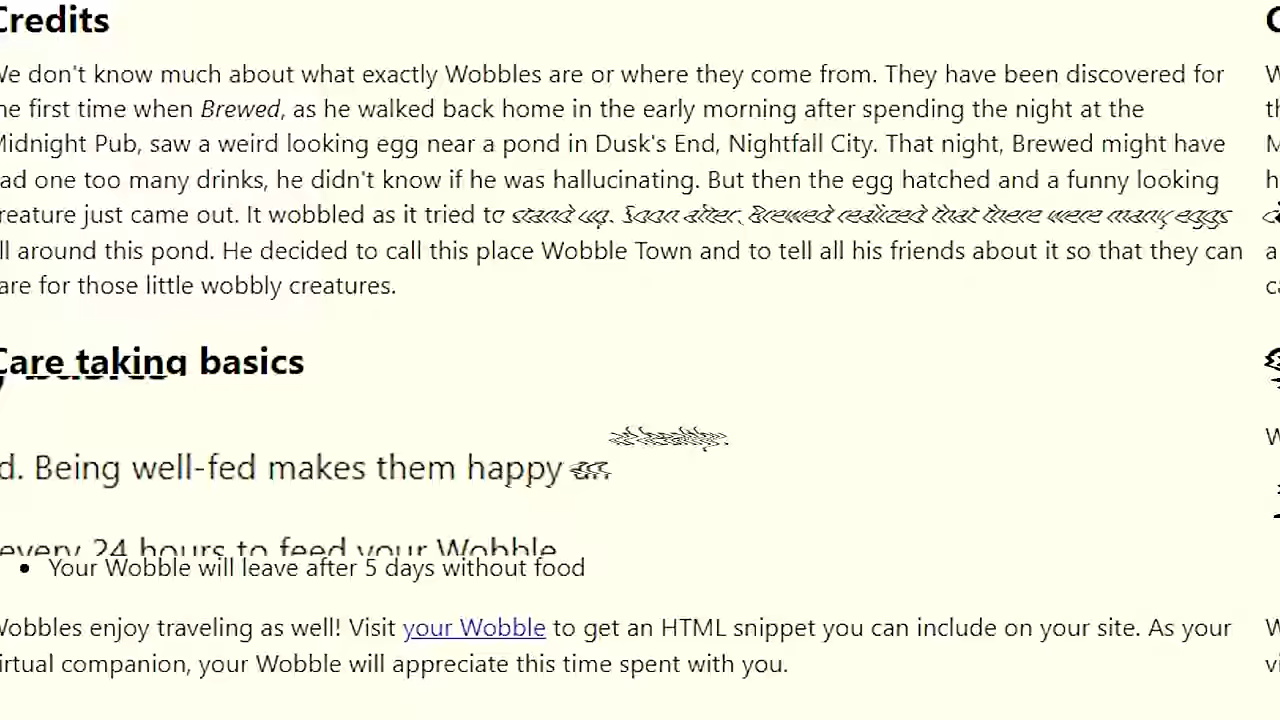 Credits
We don't know much about what exactly Wobbles are or where they come from. They have been discovered for
he first time when Brewed, as he walked back home in the early morning after spending the night at the
Midnight Pub, saw a weird looking egg near a pond in Dusk's End, Nightfall City. That night, Brewed might have
ad one too many drinks, he didn't know if he was hallucinating. But then the egg hatched and a funny looking
reature just came out. It wobbled as it tried to stand up. Soon after, Brewed realized that there were many eggs
ll around this pond. He decided to call this place Wobble Town and to tell all his friends about it so that they can
are for those little wobbly creatures.
Care taking basics
d. Being well-fed makes them happy
every 24 hours to feed your Wobble
• Your Wobble will leave after 5 days without food
Wobbles enjoy traveling as well! Visit your Wobble to get an HTML snippet you can include on your site. As your
irtual companion, your Wobble will appreciate this time spent with you.